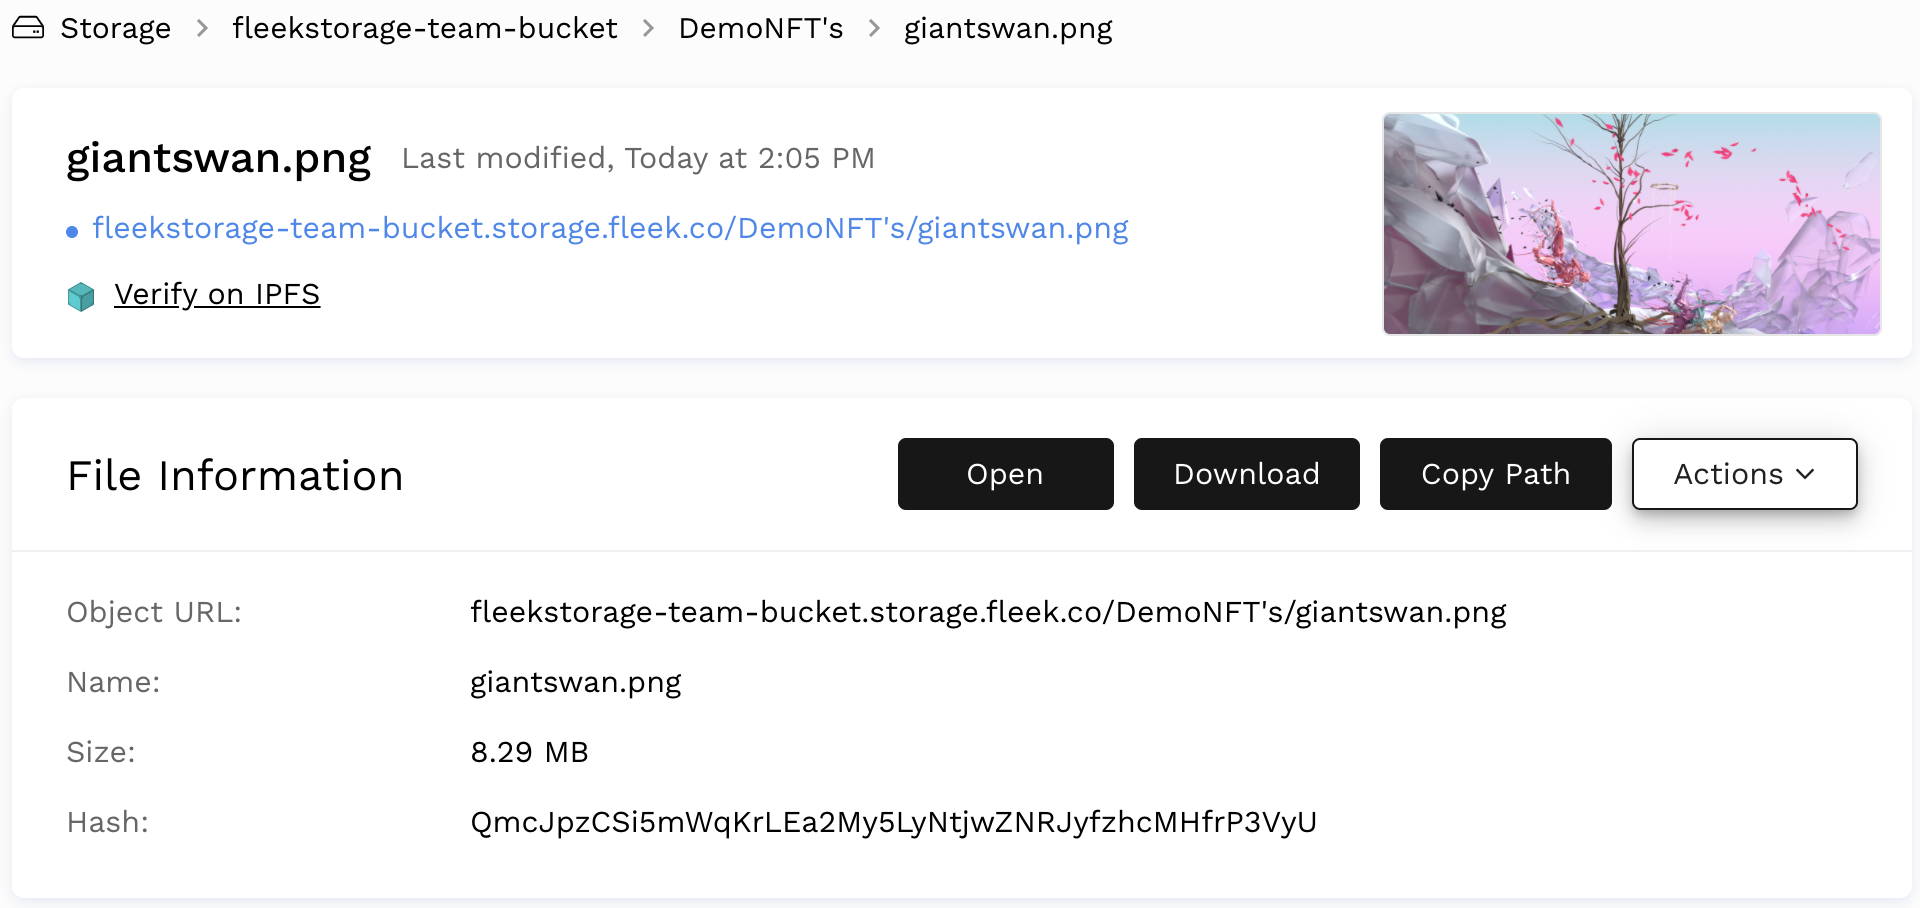 Storage > fleekstorage-team-bucket > DemoNFT's > giantswan.png
giantswan.png Last modified, Today at 2:05 PM
fleekstorage-team-bucket.storage.fleek.co/DemoNFT's/giantswan.png
Verify on IPFS
File Information Open Download Copy Path Actions
Object URL: fleekstorage-team-bucket.storage.fleek.co/DemoNFT's/giantswan.png
Name: giantswan.png
Size: 8.29 MB
Hash: QmcJpzCSi5mWqKrLEa2My5LyNtjwZNRJyfzhcMHfrP3VyU